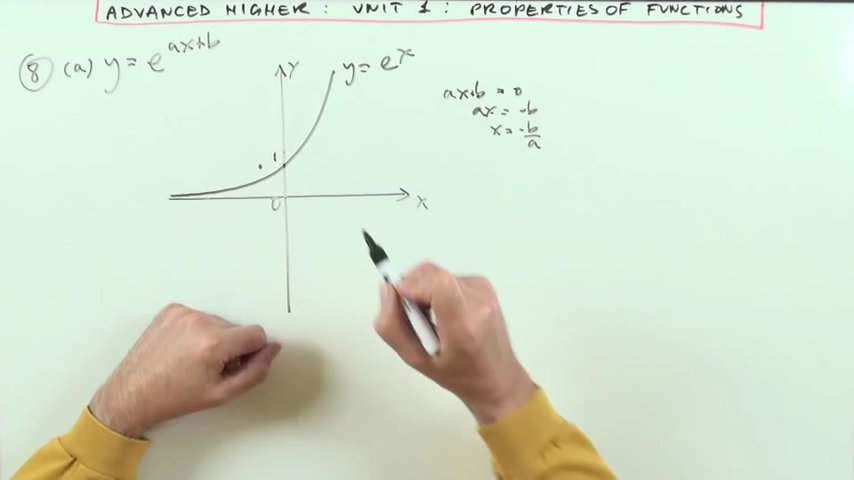 ADVANCED HIGHER : UNIT 1 : PROPERTIES OF FUNCTIONS
8 (a) y = e^{ax+b}
Y
y = e^x
ax+b = 0
ax = -b
x = -b/a
1
0
X